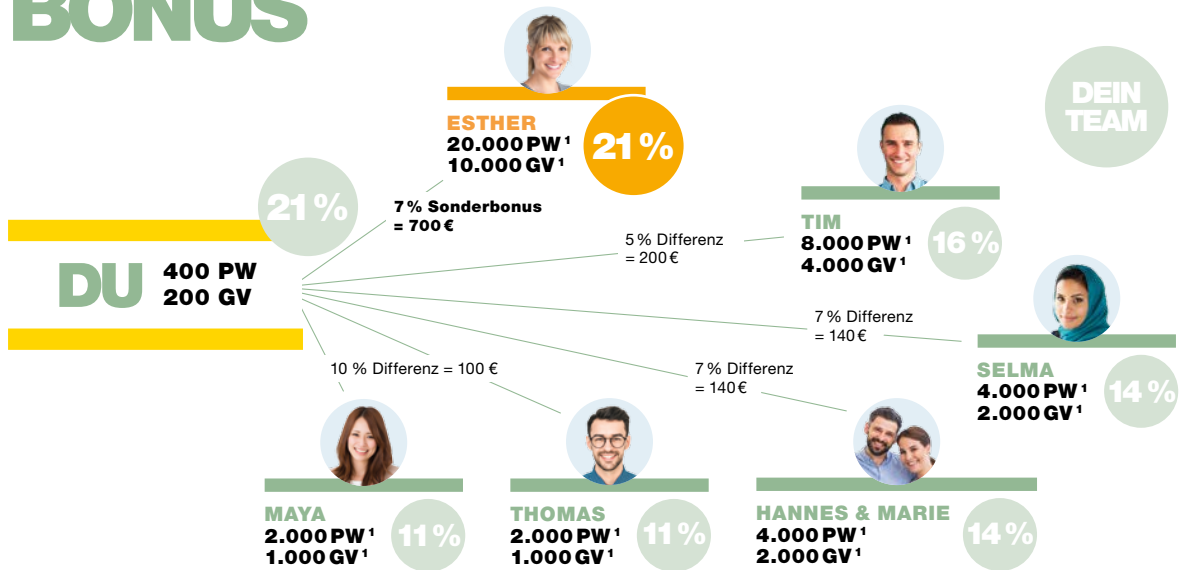 BONUS
ESTHER
20.000 PW ¹
10.000 GV ¹
21 %
DEIN
TEAM
21 %
7 % Sonderbonus
= 700 €
5 % Differenz
= 200 €
TIM
8.000 PW ¹
4.000 GV ¹
16 %
DU
400 PW
200 GV
7 % Differenz
= 140 €
SELMA
4.000 PW ¹
2.000 GV ¹
14 %
10 % Differenz = 100 €
7 % Differenz
= 140 €
MAYA
2.000 PW ¹
1.000 GV ¹
11 %
THOMAS
2.000 PW ¹
1.000 GV ¹
11 %
HANNES & MARIE
4.000 PW ¹
2.000 GV ¹
14 %